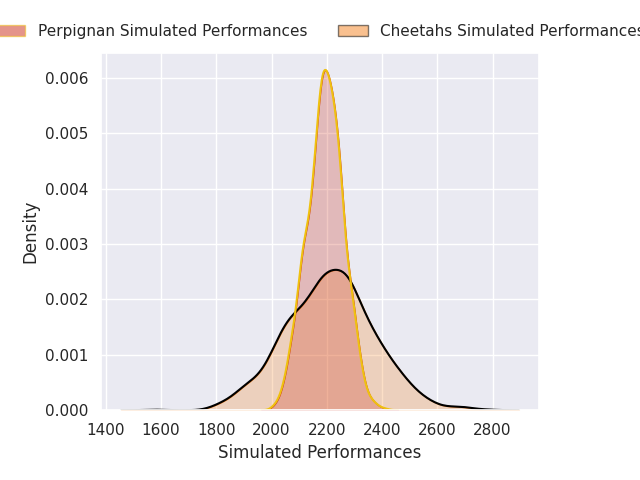 Perpignan Simulated Performances Cheetahs Simulated Performances
0.006
0.005
0.004
0.003
0.002
0.001
0.000
Density
1400 1600 1800 2000 2200 2400 2600 2800
Simulated Performances